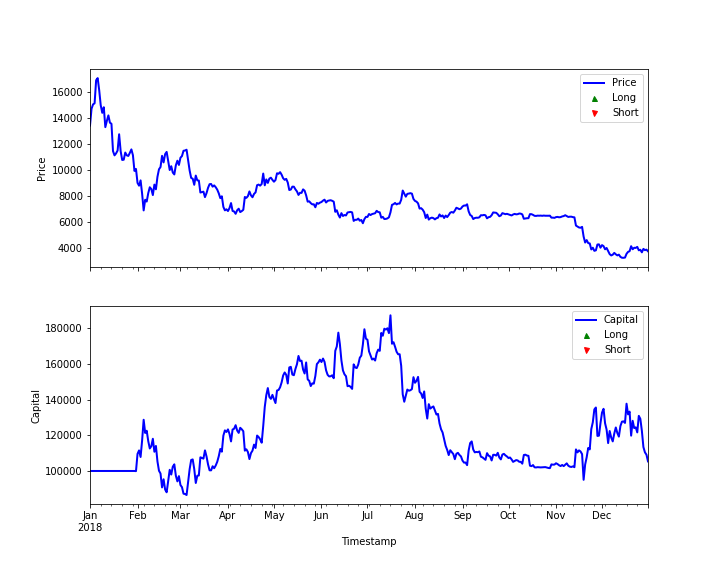 16000
14000
12000
10000
8000
6000
4000
Price
Price
Long
Short
180000
160000
140000
120000
100000
Capital
Capital
Long
Short
Jan
2018
Feb
Mar
Apr
May
Jun
Jul
Aug
Sep
Oct
Nov
Dec
Timestamp